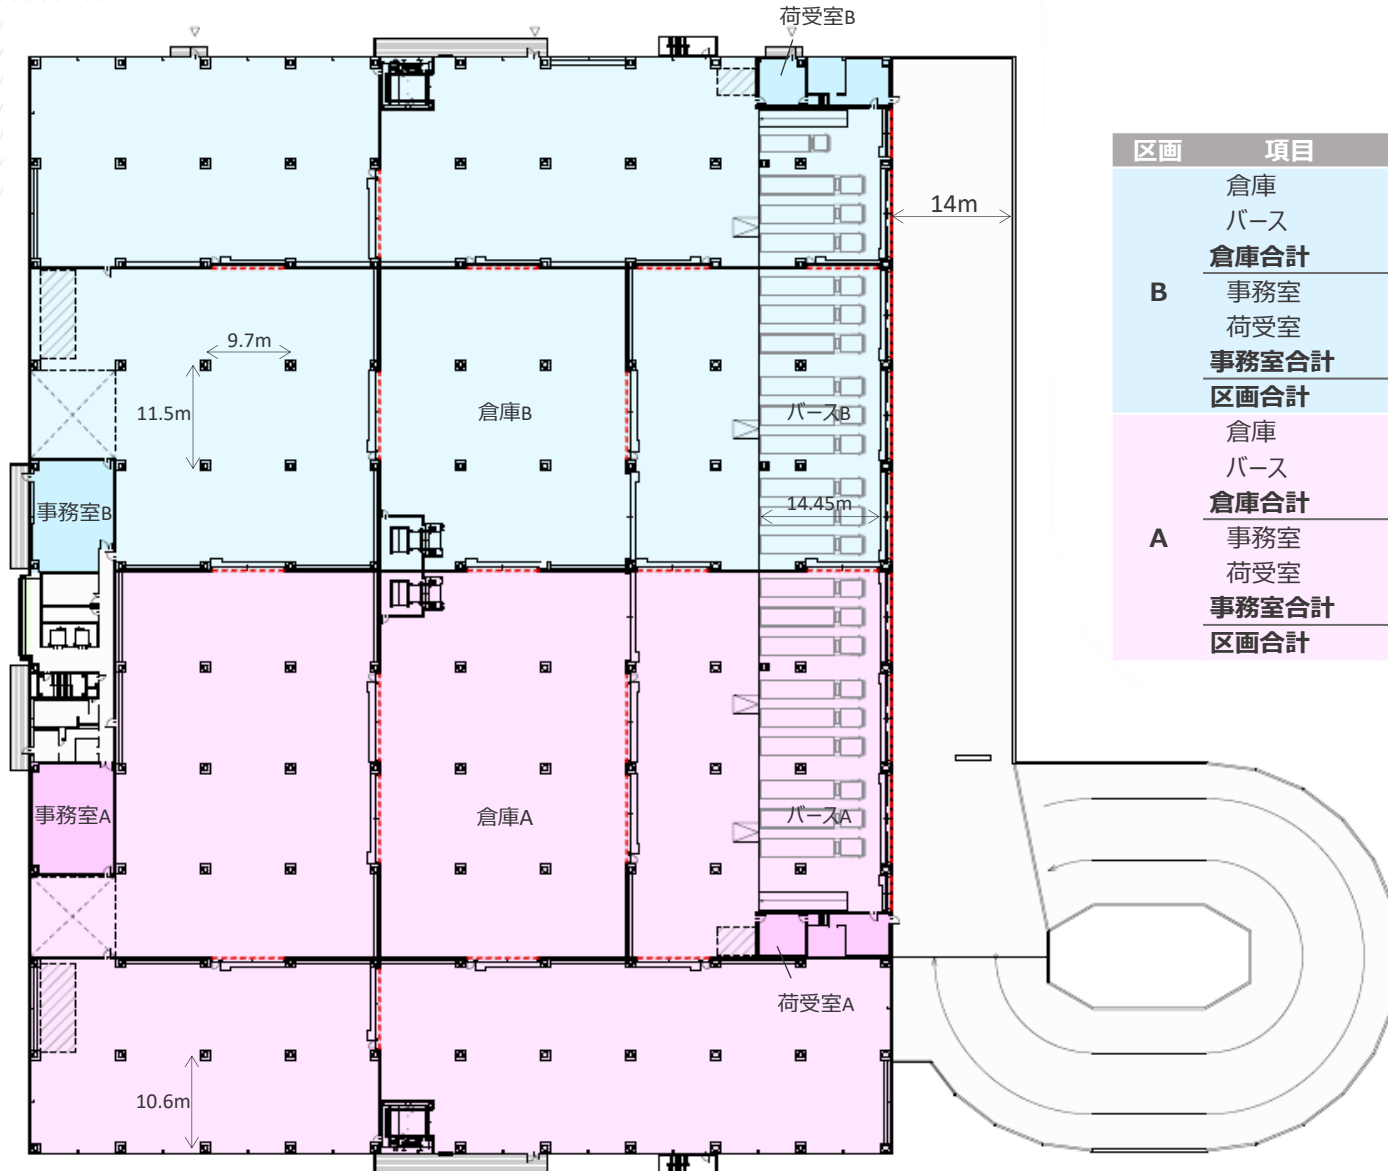 荷受室B
区画 項目
倉庫
バース
倉庫合計
B
事務室
荷受室
事務室合計
区画合計
倉庫
バース
倉庫合計
A
事務室
荷受室
事務室合計
区画合計
14m
9.7m
11.5m
倉庫B
バースB
14.45m
事務室B
事務室A
倉庫A
バースA
荷受室A
10.6m